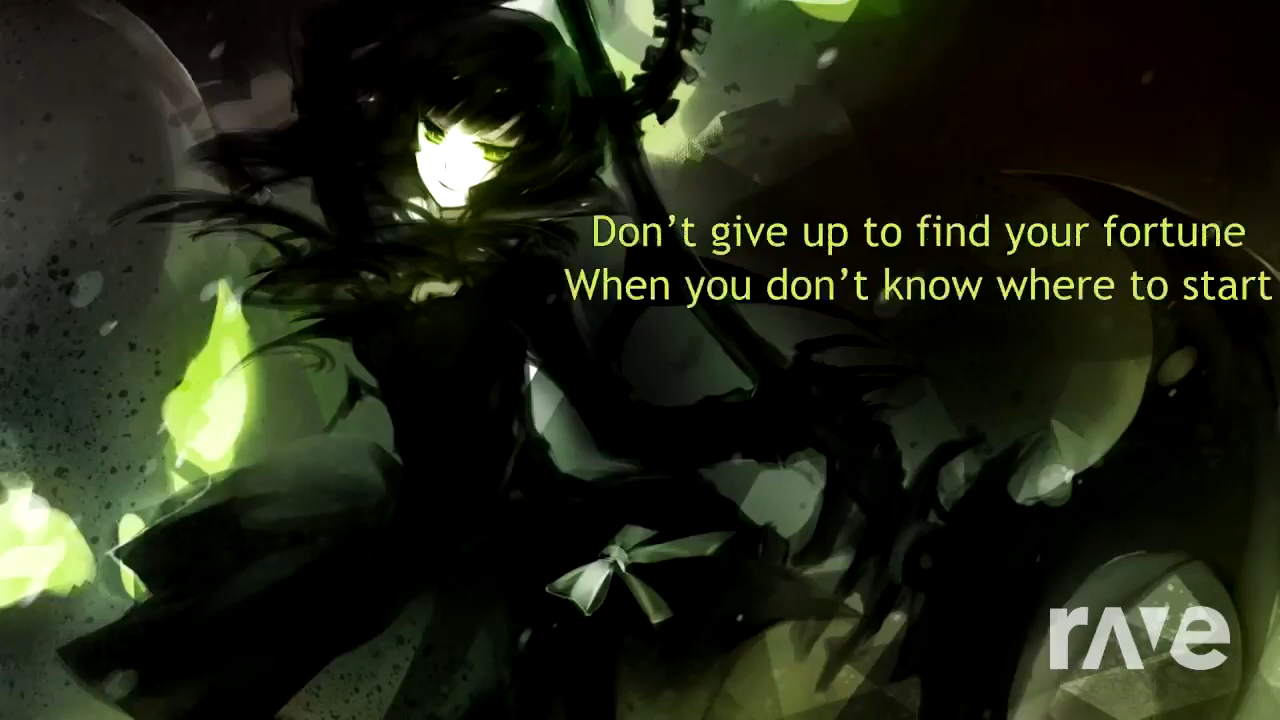 Don’t give up to find your fortune
When you don’t know where to start
rave